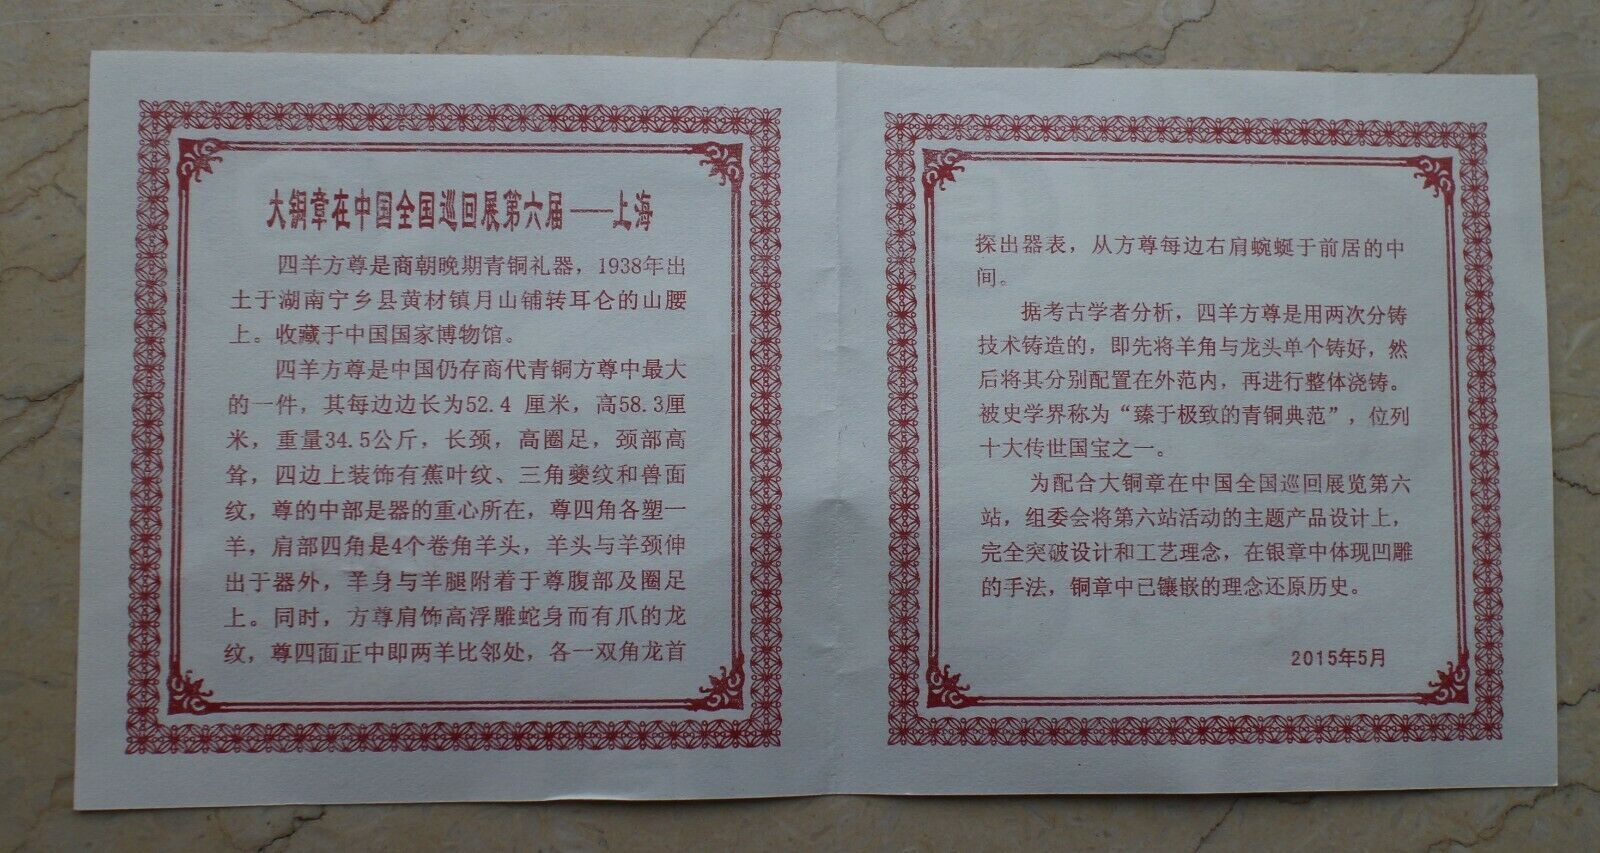 大铜章在中国全国巡回展第六届——上海
四羊方尊是商朝晚期青铜礼器，1938年出
土于湖南宁乡县黄材镇月山铺转耳仑的山腰
上。收藏于中国国家博物馆。
四羊方尊是中国仍存商代青铜方尊中最大
的一件，其每边边长为52.4 厘米，高58.3厘
米，重量34.5公斤，长颈，高圈足，颈部高
耸，四边上装饰有蕉叶纹、三角夔纹和兽面
纹，尊的中部是器的重心所在，尊四角各塑一
羊，肩部四角是4个卷角羊头，羊头与羊颈伸
出于器外，羊身与羊腿附着于尊腹部及圈足
上。同时，方尊肩饰高浮雕蛇身而有爪的龙
纹，尊四面正中即两羊比邻处，各一双角龙首
探出器表，从方尊每边右肩蜿蜒于前居的中
间。
据考古学者分析，四羊方尊是用两次分铸
技术铸造的，即先将羊角与龙头单个铸好，然
后将其分别配置在外范内，再进行整体浇铸。
被史学界称为“臻于极致的青铜典范”，位列
十大传世国宝之一。
为配合大铜章在中国全国巡回展览第六
站，组委会将第六站活动的主题产品设计上，
完全突破设计和工艺理念，在银章中体现凹雕
的手法，铜章中已镶嵌的理念还原历史。
2015年5月